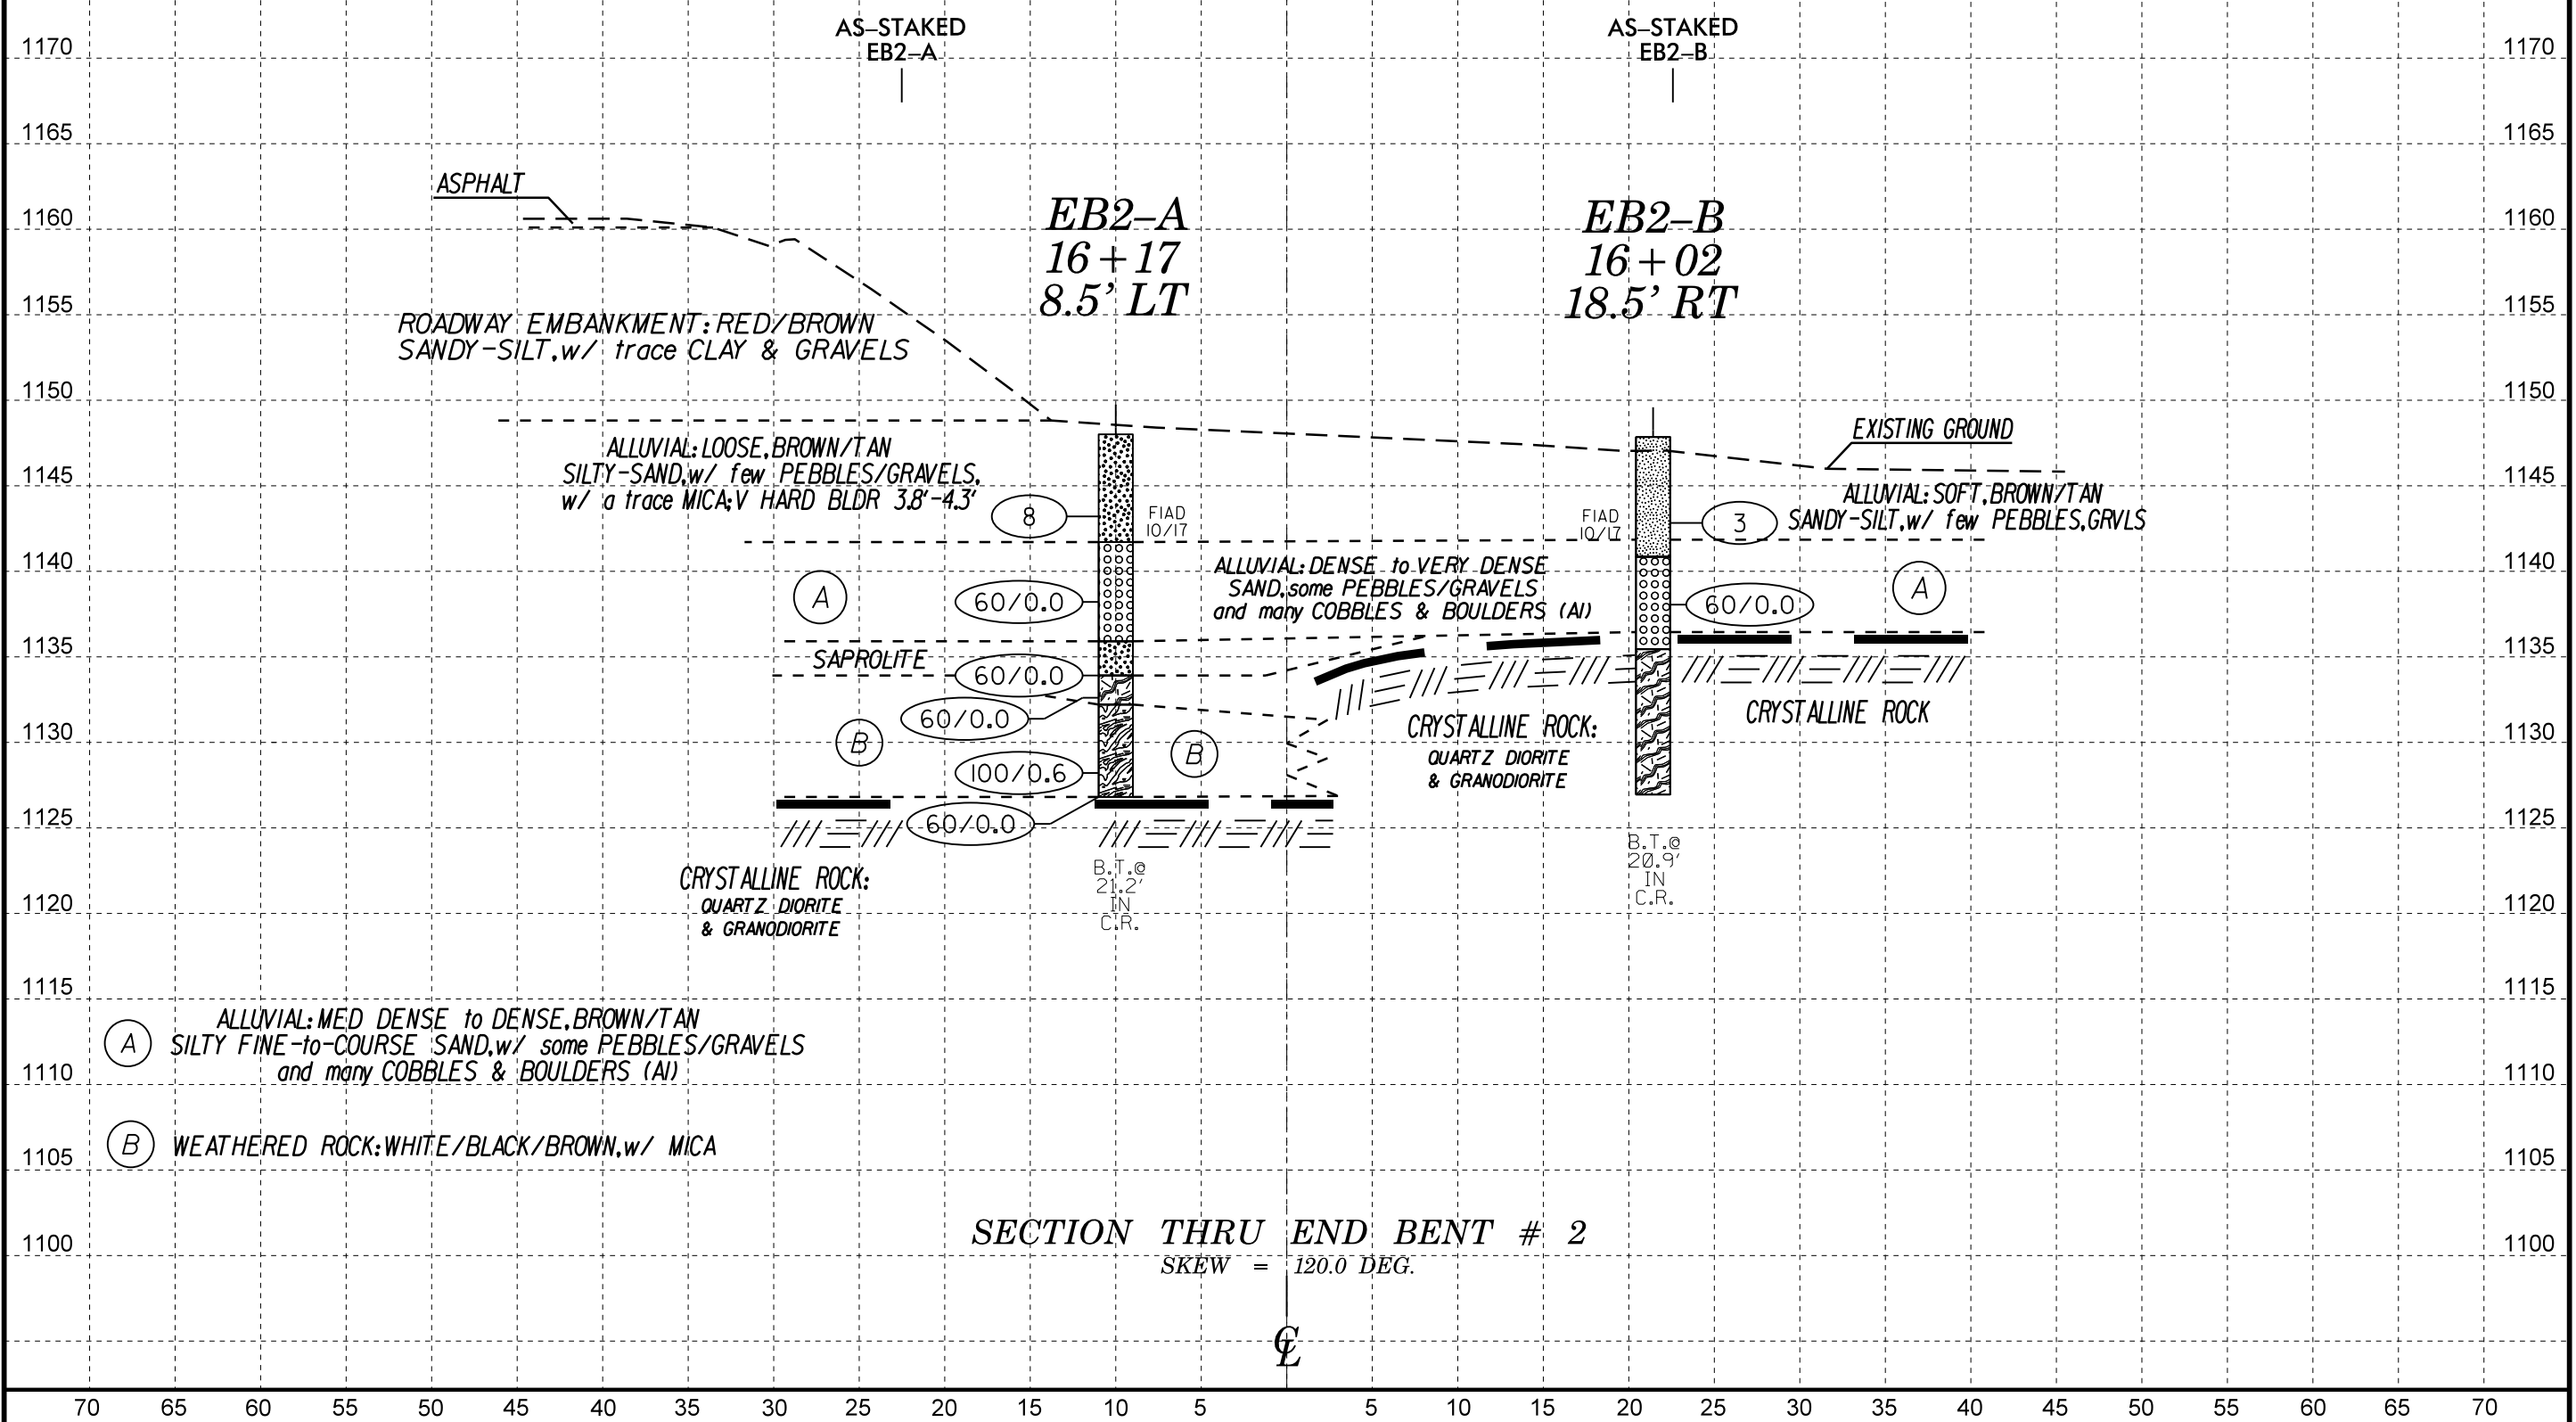 AS–STAKED
EB2–A
AS–STAKED
EB2–B
1170
1170
1165
1165
ASPHALT
1160
1160
EB2–A
16+17
8.5' LT
EB2–B
16+02
18.5' RT
1155
1155
ROADWAY EMBANKMENT: RED/BROWN
SANDY-SILT, w/ trace CLAY & GRAVELS
1150
1150
ALLUVIAL: LOOSE, BROWN/TAN
SILTY-SAND, w/ few PEBBLES/GRAVELS,
w/ a trace MICA; V HARD BLDR 3.8'-4.3'
EXISTING GROUND
1145
1145
8
FIAD
10/17
FIAD
10/17
3
ALLUVIAL: SOFT, BROWN/TAN
SANDY-SILT, w/ few PEBBLES, GRVLS
1140
1140
ALLUVIAL: DENSE to VERY DENSE
SAND, some PEBBLES/GRAVELS
and many COBBLES & BOULDERS (AI)
A
60/0.0
60/0.0
A
1135
1135
SAPROLITE
60/0.0
60/0.0
1130
1130
B
100/0.6
B
CRYSTALLINE ROCK:
QUARTZ DIORITE
& GRANODIORITE
CRYSTALLINE ROCK
60/0.0
1125
1125
B.T.@
21.2'
IN
C.R.
B.T.@
20.9'
IN
C.R.
CRYSTALLINE ROCK:
QUARTZ DIORITE
& GRANODIORITE
1120
1120
1115
1115
A
ALLUVIAL: MED DENSE to DENSE, BROWN/TAN
SILTY FINE-to-COURSE SAND, w/ some PEBBLES/GRAVELS
and many COBBLES & BOULDERS (AI)
1110
1110
B
WEATHERED ROCK: WHITE/BLACK/BROWN, w/ MICA
1105
1105
1100
1100
SECTION THRU END BENT # 2
SKEW = 120.0 DEG.
℄
70 65 60 55 50 45 40 35 30 25 20 15 10 5 5 10 15 20 25 30 35 40 45 50 55 60 65 70